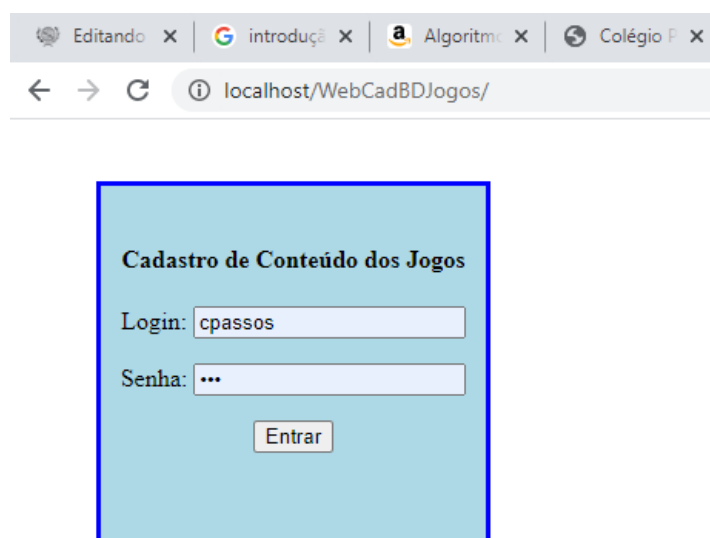 Editando
introduçã
Algoritmo
Colégio P
localhost/WebCadBDJogos/
Cadastro de Conteúdo dos Jogos
Login: cpassos
Senha: •••
Entrar